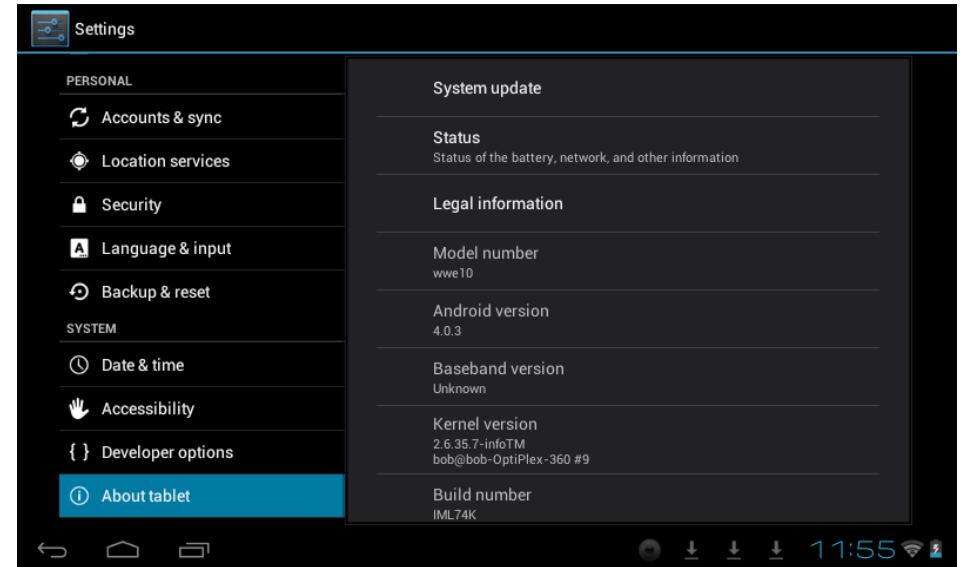 Settings
PERSONAL
Accounts & sync
Location services
Security
Language & input
Backup & reset
SYSTEM
Date & time
Accessibility
{ } Developer options
About tablet
System update
Status
Status of the battery, network, and other information
Legal information
Model number
wwe10
Android version
4.0.3
Baseband version
Unknown
Kernel version
2.6.35.7-infoTM
bob@bob-OptiPlex-360 #9
Build number
IML74K
11:55